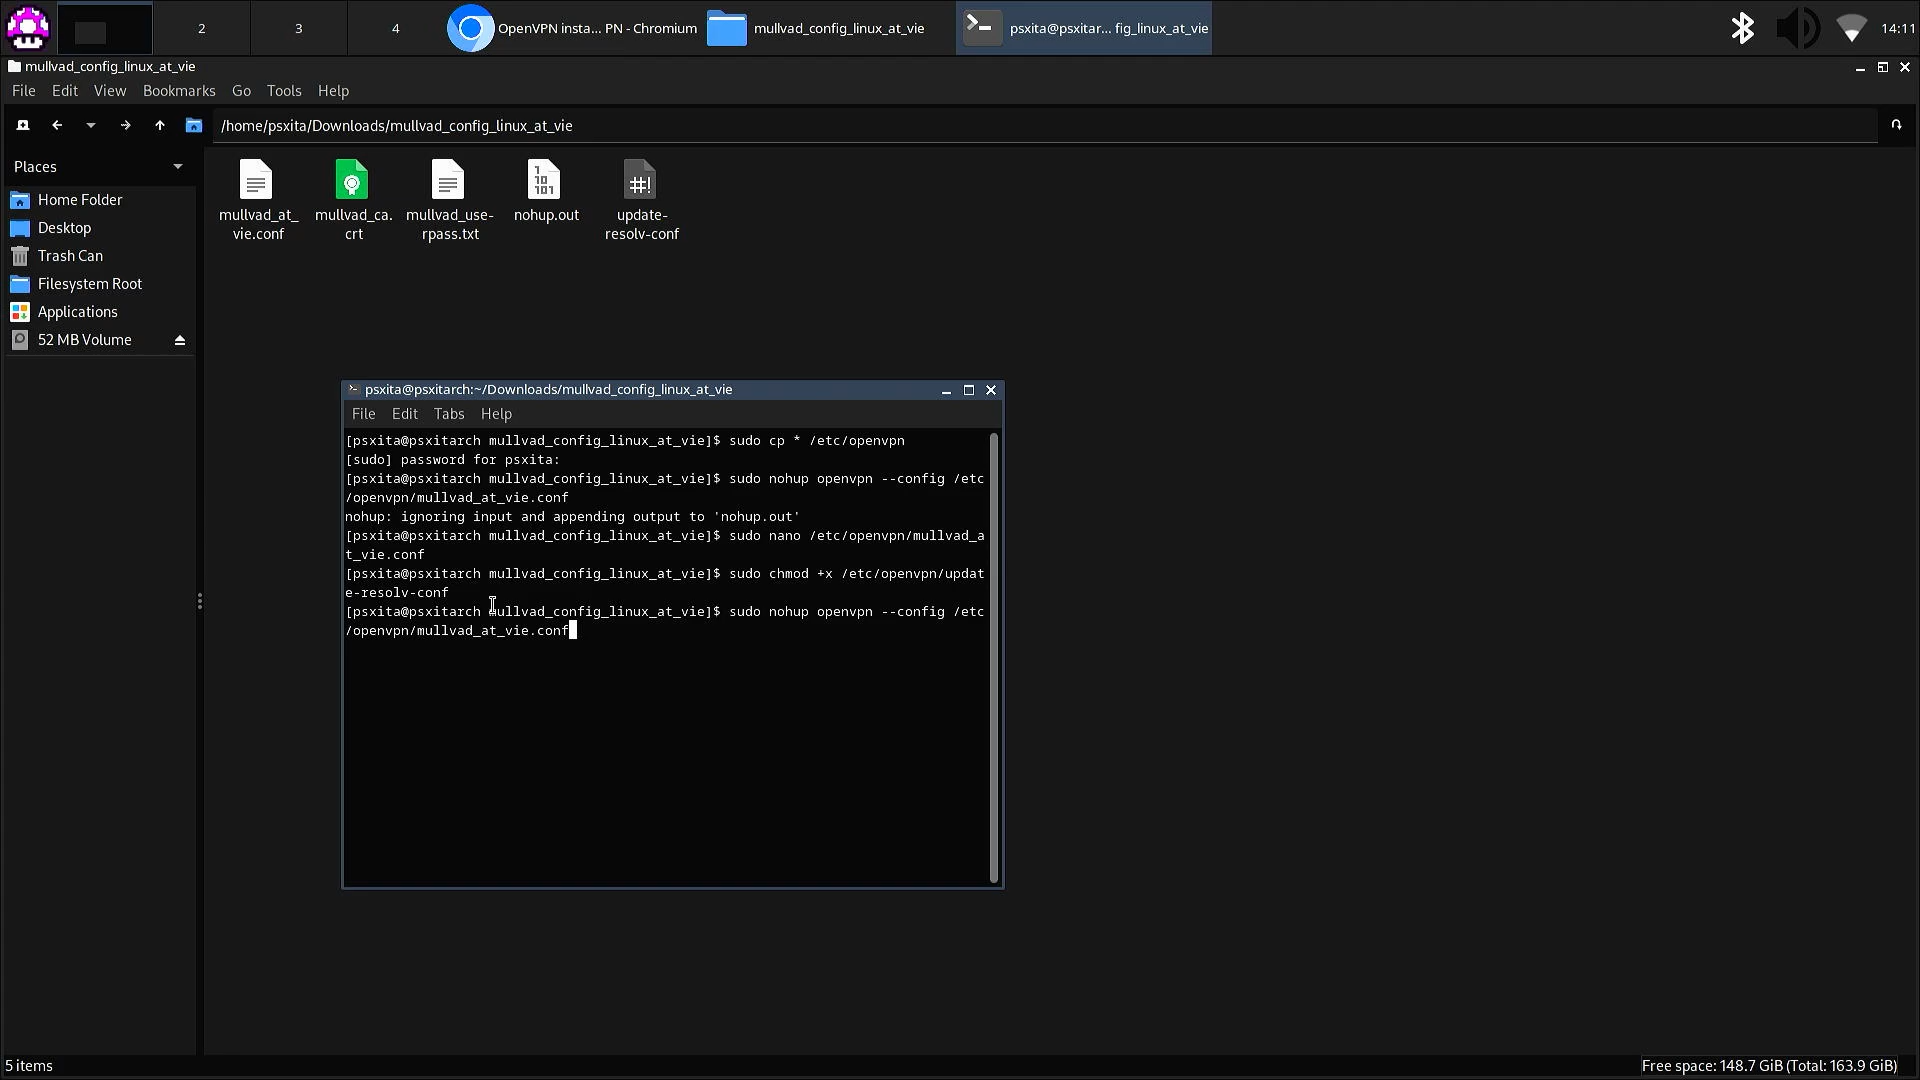 2
3
4
OpenVPN insta... PN - Chromium
mullvad_config_linux_at_vie
psxita@psxitar... fig_linux_at_vie
14:11
mullvad_config_linux_at_vie
File Edit View Bookmarks Go Tools Help
/home/psxita/Downloads/mullvad_config_linux_at_vie
Places
Home Folder
Desktop
Trash Can
Filesystem Root
Applications
52 MB Volume
mullvad_at_
vie.conf
mullvad_ca.
crt
mullvad_use-
rpass.txt
1
10
101
nohup.out
#!
update-
resolv-conf
psxita@psxitarch:~/Downloads/mullvad_config_linux_at_vie
File Edit Tabs Help
[psxita@psxitarch mullvad_config_linux_at_vie]$ sudo cp * /etc/openvpn
[sudo] password for psxita:
[psxita@psxitarch mullvad_config_linux_at_vie]$ sudo nohup openvpn --config /etc
/openvpn/mullvad_at_vie.conf
nohup: ignoring input and appending output to 'nohup.out'
[psxita@psxitarch mullvad_config_linux_at_vie]$ sudo nano /etc/openvpn/mullvad_a
t_vie.conf
[psxita@psxitarch mullvad_config_linux_at_vie]$ sudo chmod +x /etc/openvpn/updat
e-resolv-conf
[psxita@psxitarch mullvad_config_linux_at_vie]$ sudo nohup openvpn --config /etc
/openvpn/mullvad_at_vie.conf
5 items
Free space: 148.7 GiB (Total: 163.9 GiB)